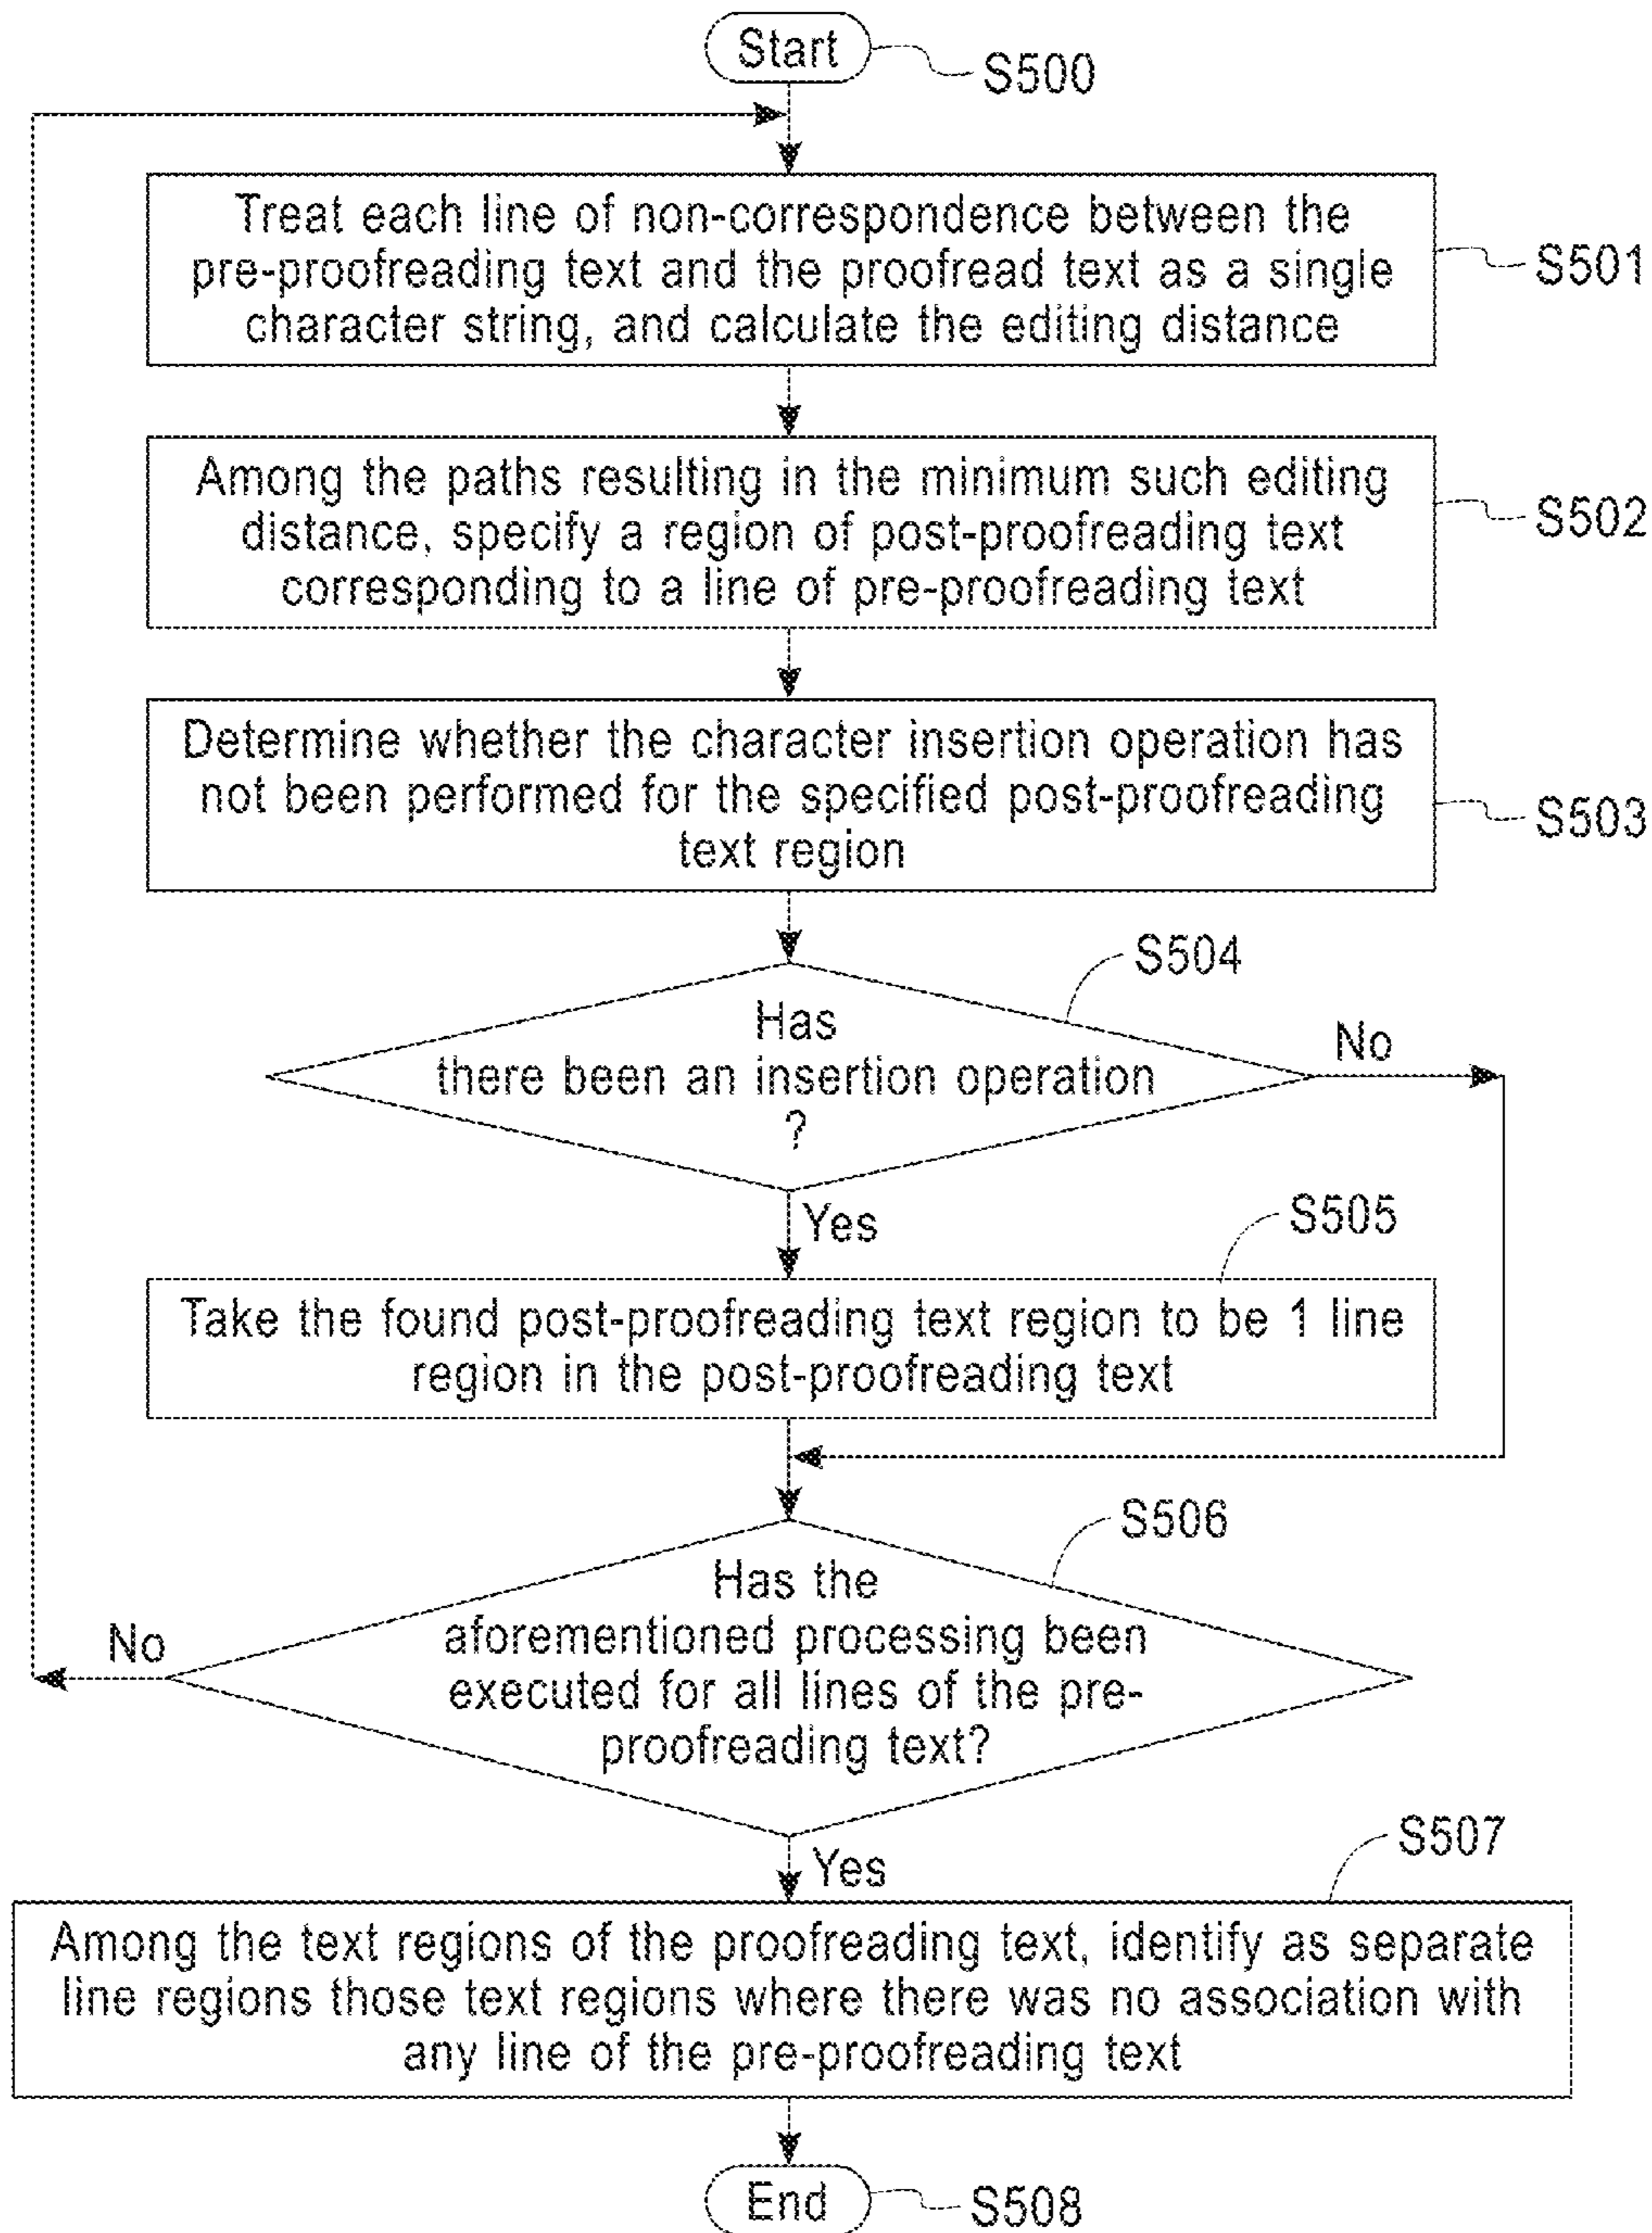 Start
S500
Treat each line of non-correspondence between the
pre-proofreading text and the proofread text as a single
character string, and calculate the editing distance
S501
Among the paths resulting in the minimum such editing
distance, specify a region of post-proofreading text
corresponding to a line of pre-proofreading text
S502
Determine whether the character insertion operation has
not been performed for the specified post-proofreading
text region
S503
S504
Has
there been an insertion operation
?
No
Yes
S505
Take the found post-proofreading text region to be 1 line
region in the post-proofreading text
S506
Has the
aforementioned processing been
executed for all lines of the pre-
proofreading text?
No
Yes
S507
Among the text regions of the proofreading text, identify as separate
line regions those text regions where there was no association with
any line of the pre-proofreading text
End
S508